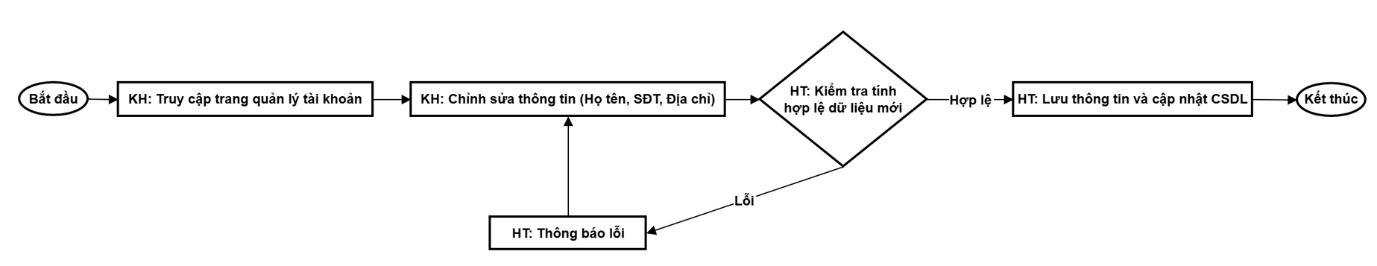 Bắt đầu
KH: Truy cập trang quản lý tài khoản
KH: Chỉnh sửa thông tin (Họ tên, SĐT, Địa chỉ)
HT: Kiểm tra tính
hợp lệ dữ liệu mới
Hợp lệ
HT: Lưu thông tin và cập nhật CSDL
Kết thúc
Lỗi
HT: Thông báo lỗi